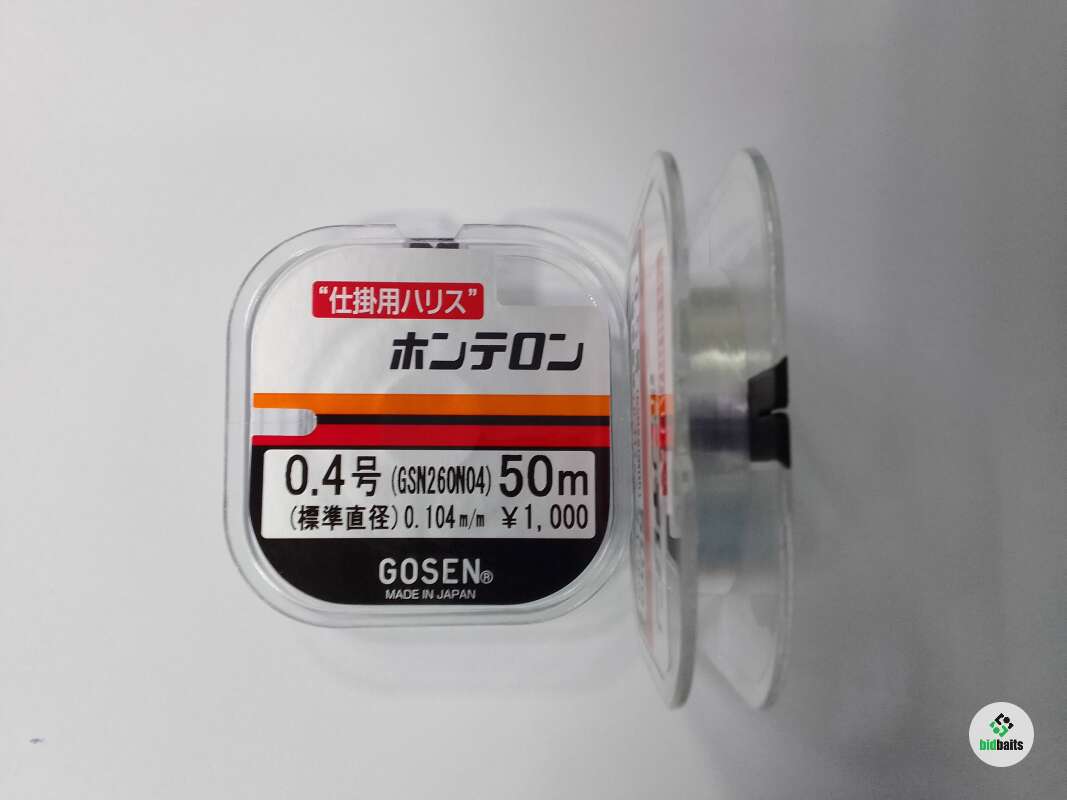 “仕掛用ハリス”
ホンテロン
0.4号(GSN260N04) 50m
(標準直径)0.104m/m ¥1,000
GOSEN®
MADE IN JAPAN
bidbaits